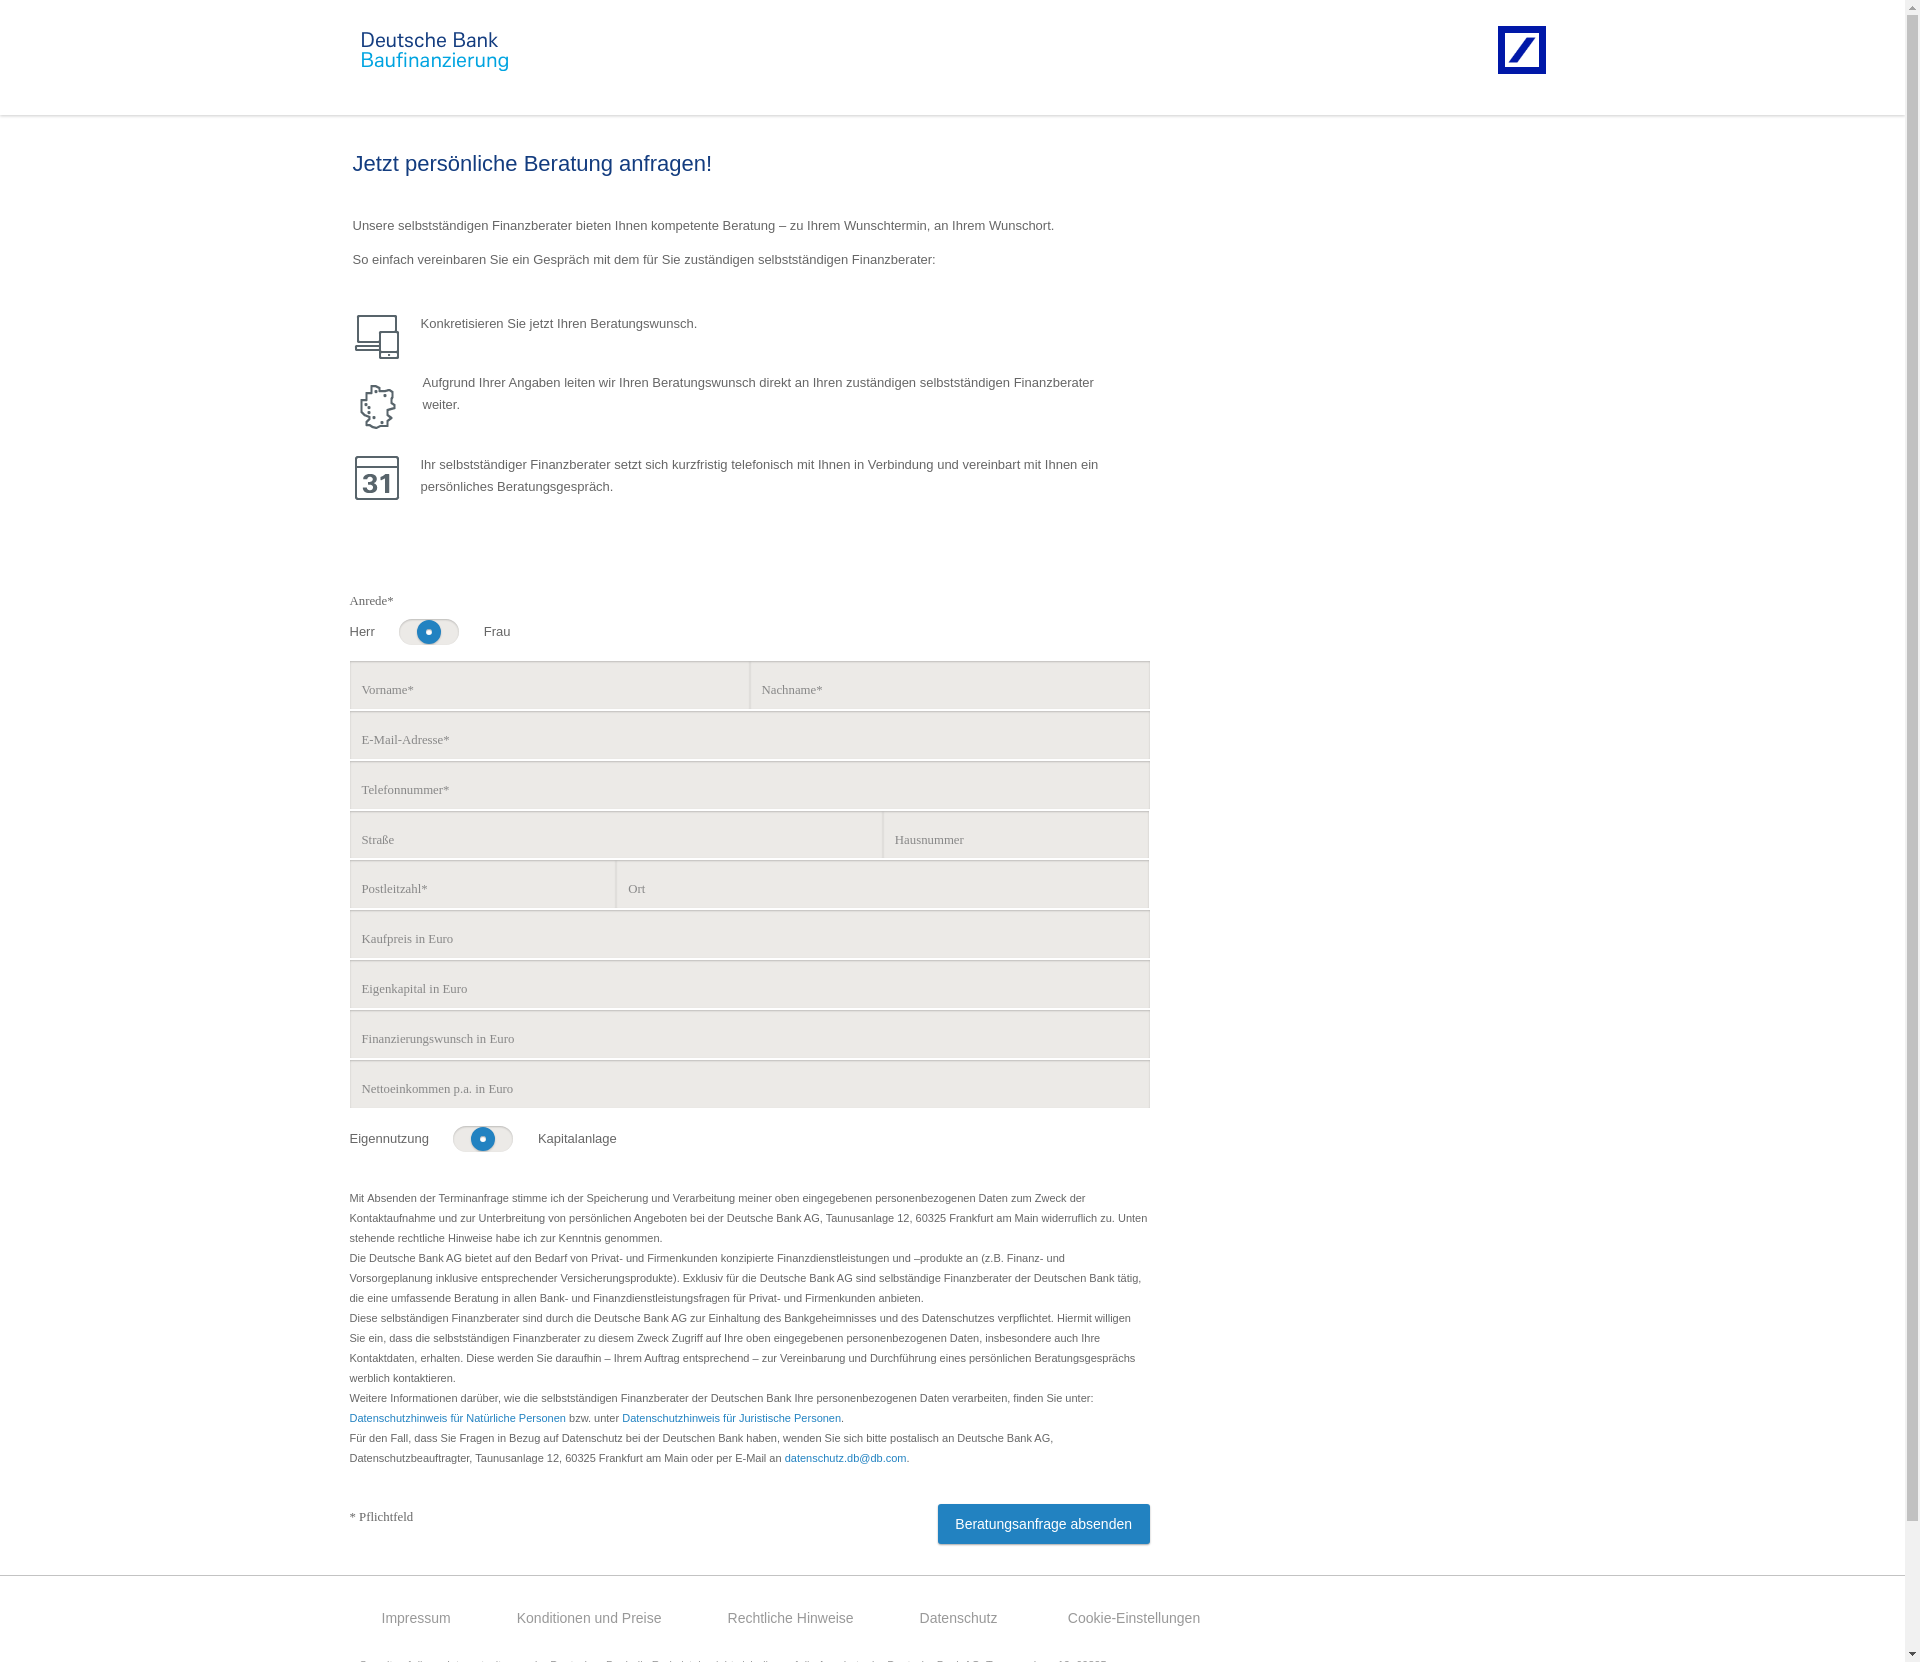 Deutsche Bank
Baufinanzierung
Jetzt persönliche Beratung anfragen!
Unsere selbstständigen Finanzberater bieten Ihnen kompetente Beratung – zu Ihrem Wunschtermin, an Ihrem Wunschort.
So einfach vereinbaren Sie ein Gespräch mit dem für Sie zuständigen selbstständigen Finanzberater:
Konkretisieren Sie jetzt Ihren Beratungswunsch.
Aufgrund Ihrer Angaben leiten wir Ihren Beratungswunsch direkt an Ihren zuständigen selbstständigen Finanzberater
weiter.
31
Ihr selbstständiger Finanzberater setzt sich kurzfristig telefonisch mit Ihnen in Verbindung und vereinbart mit Ihnen ein
persönliches Beratungsgespräch.
Anrede*
Herr Frau
Vorname* Nachname*
E-Mail-Adresse*
Telefonnummer*
Straße Hausnummer
Postleitzahl* Ort
Kaufpreis in Euro
Eigenkapital in Euro
Finanzierungswunsch in Euro
Nettoeinkommen p.a. in Euro
Eigennutzung Kapitalanlage
Mit Absenden der Terminanfrage stimme ich der Speicherung und Verarbeitung meiner oben eingegebenen personenbezogenen Daten zum Zweck der
Kontaktaufnahme und zur Unterbreitung von persönlichen Angeboten bei der Deutsche Bank AG, Taunusanlage 12, 60325 Frankfurt am Main widerruflich zu. Unten
stehende rechtliche Hinweise habe ich zur Kenntnis genommen.
Die Deutsche Bank AG bietet auf den Bedarf von Privat- und Firmenkunden konzipierte Finanzdienstleistungen und –produkte an (z.B. Finanz- und
Vorsorgeplanung inklusive entsprechender Versicherungsprodukte). Exklusiv für die Deutsche Bank AG sind selbständige Finanzberater der Deutschen Bank tätig,
die eine umfassende Beratung in allen Bank- und Finanzdienstleistungsfragen für Privat- und Firmenkunden anbieten.
Diese selbständigen Finanzberater sind durch die Deutsche Bank AG zur Einhaltung des Bankgeheimnisses und des Datenschutzes verpflichtet. Hiermit willigen
Sie ein, dass die selbstständigen Finanzberater zu diesem Zweck Zugriff auf Ihre oben eingegebenen personenbezogenen Daten, insbesondere auch Ihre
Kontaktdaten, erhalten. Diese werden Sie daraufhin – Ihrem Auftrag entsprechend – zur Vereinbarung und Durchführung eines persönlichen Beratungsgesprächs
werblich kontaktieren.
Weitere Informationen darüber, wie die selbstständigen Finanzberater der Deutschen Bank Ihre personenbezogenen Daten verarbeiten, finden Sie unter:
Datenschutzhinweis für Natürliche Personen bzw. unter Datenschutzhinweis für Juristische Personen.
Für den Fall, dass Sie Fragen in Bezug auf Datenschutz bei der Deutschen Bank haben, wenden Sie sich bitte postalisch an Deutsche Bank AG,
Datenschutzbeauftragter, Taunusanlage 12, 60325 Frankfurt am Main oder per E-Mail an datenschutz.db@db.com.
* Pflichtfeld
Beratungsanfrage absenden
Impressum Konditionen und Preise Rechtliche Hinweise Datenschutz Cookie-Einstellungen